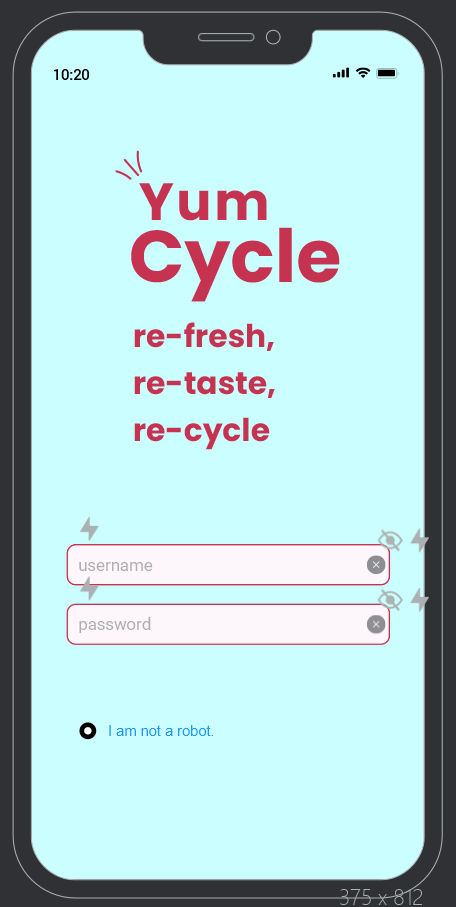 10:20
Yum
Cycle
re-fresh,
re-taste,
re-cycle
username
password
I am not a robot.
375 x 812